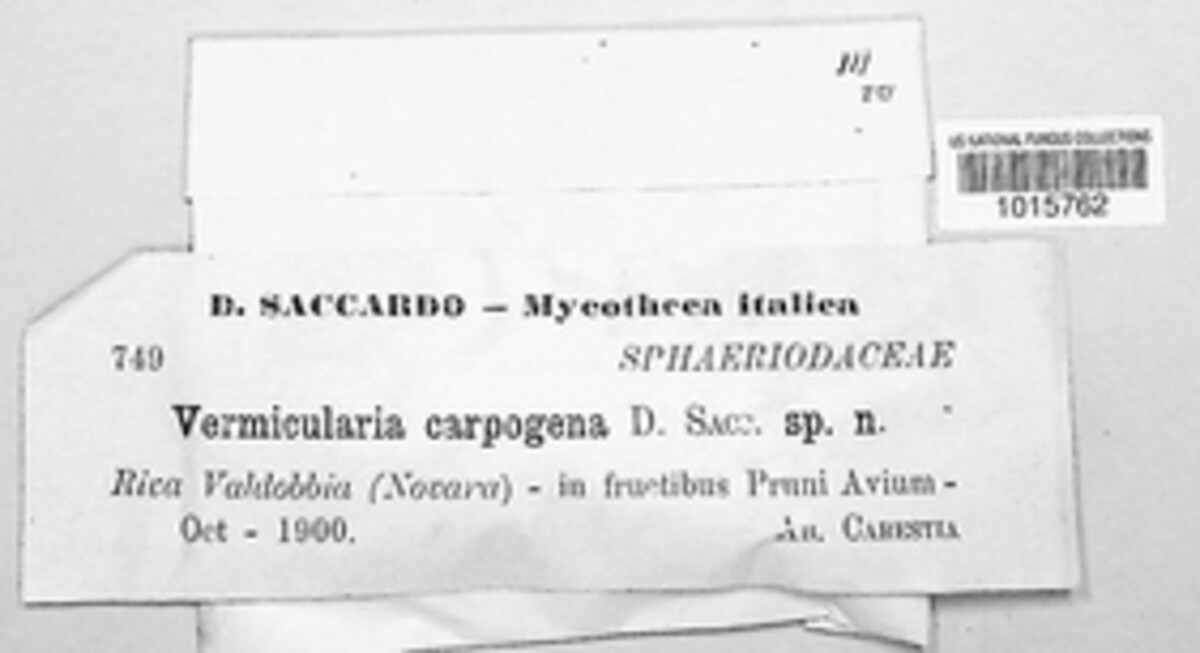 20
US NATIONAL FUNGUS COLLECTIONS
1015762
D. SACCARDO — Mycotheca italica
749 SPHAERIODACEAE
Vermicularia carpogena D. SACC. sp. n.
Rica Valdobbia (Novara) - in fructibus Pruni Avium -
Oct - 1900. AB. CARESTIA